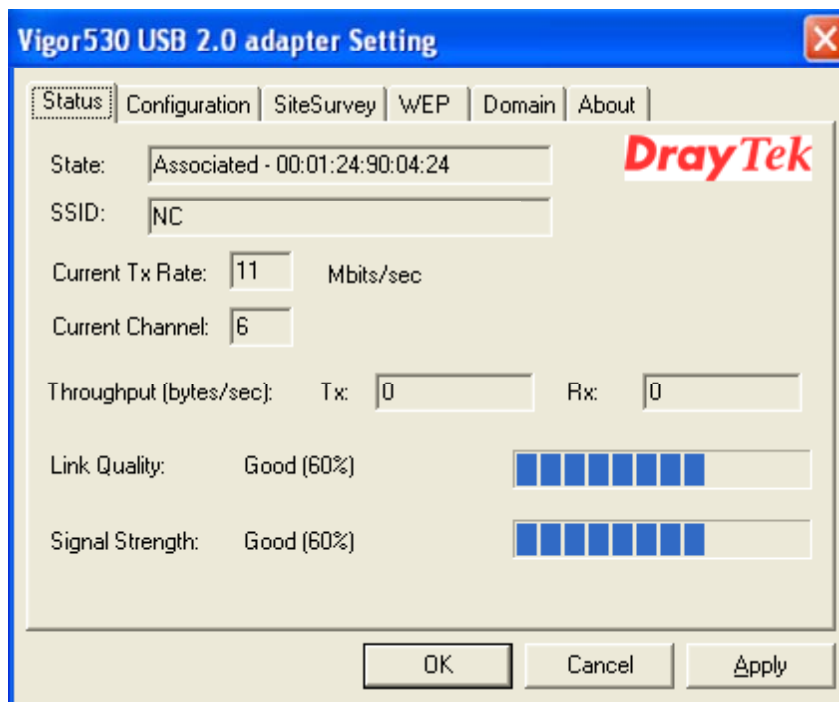 Vigor530 USB 2.0 adapter Setting
Status Configuration SiteSurvey WEP Domain About
DrayTek
State: Associated - 00:01:24:90:04:24
SSID: NC
Current Tx Rate: 11 Mbits/sec
Current Channel: 6
Throughput (bytes/sec): Tx: 0 Rx: 0
Link Quality: Good (60%)
Signal Strength: Good (60%)
OK Cancel Apply